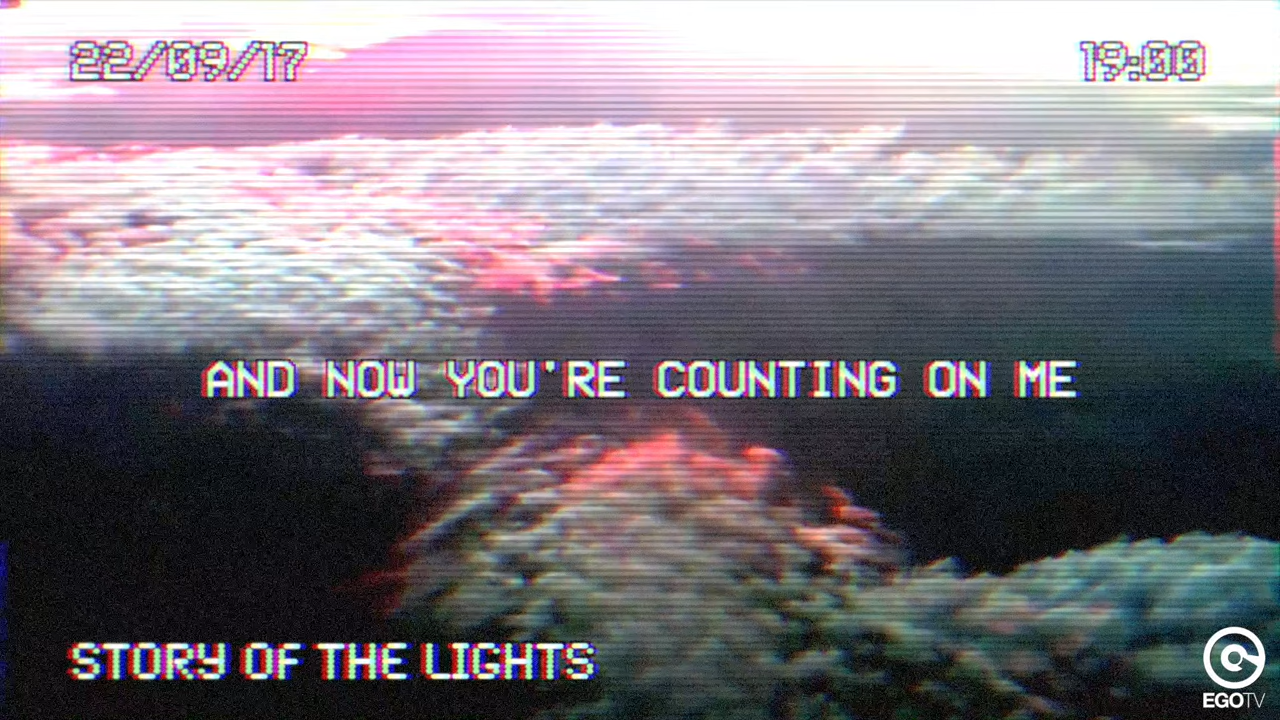 22/09/17
19:00
AND NOW YOU'RE COUNTING ON ME
STORY OF THE LIGHTS
EGOTV